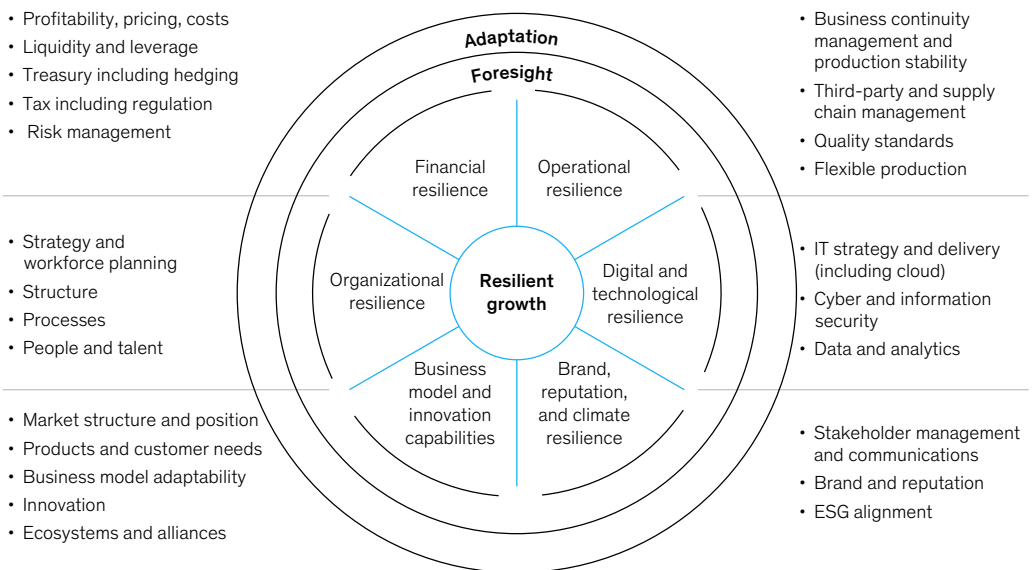 • Profitability, pricing, costs
• Liquidity and leverage
• Treasury including hedging
• Tax including regulation
• Risk management
Adaptation
Foresight
• Business continuity
management and
production stability
• Third-party and supply
chain management
• Quality standards
• Flexible production
Financial
resilience
Operational
resilience
• Strategy and
workforce planning
• Structure
• Processes
• People and talent
Organizational
resilience
Resilient
growth
Digital and
technological
resilience
• IT strategy and delivery
(including cloud)
• Cyber and information
security
• Data and analytics
• Market structure and position
• Products and customer needs
• Business model adaptability
• Innovation
• Ecosystems and alliances
Business
model and
innovation
capabilities
Brand,
reputation,
and climate
resilience
• Stakeholder management
and communications
• Brand and reputation
• ESG alignment